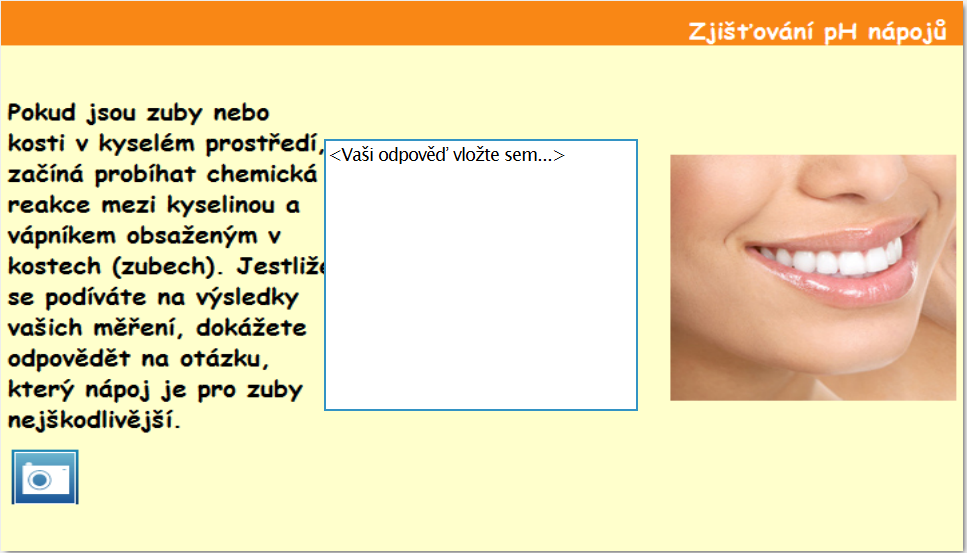 Zjišťování pH nápojů
Pokud jsou zuby nebo
kosti v kyselém prostředí,
začíná probíhat chemická
reakce mezi kyselinou a
vápníkem obsaženým v
kostech (zubech). Jestliže
se podíváte na výsledky
vašich měření, dokážete
odpovědět na otázku,
který nápoj je pro zuby
nejškodlivější.
<Vaši odpověď vložte sem...>